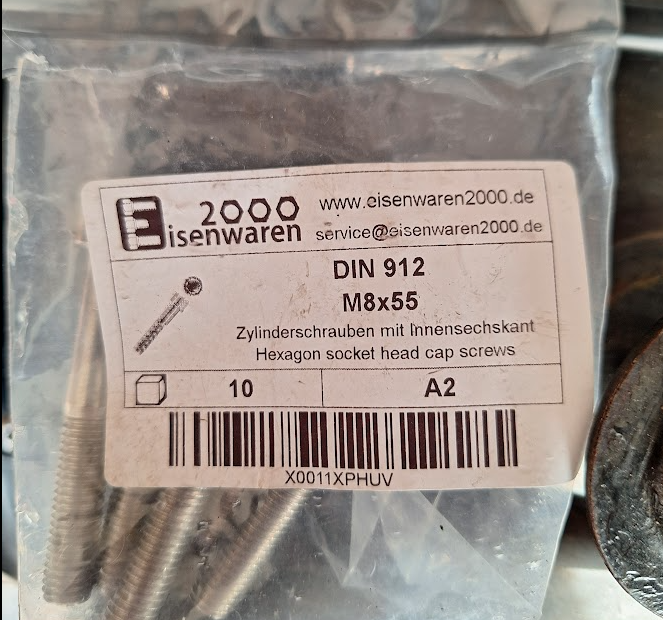 2000 www.eisenwaren2000.de
Eisenwaren service@eisenwaren2000.de
DIN 912
M8x55
Zylinderschrauben mit Innensechskant
Hexagon socket head cap screws
10 A2
X0011XPHUV